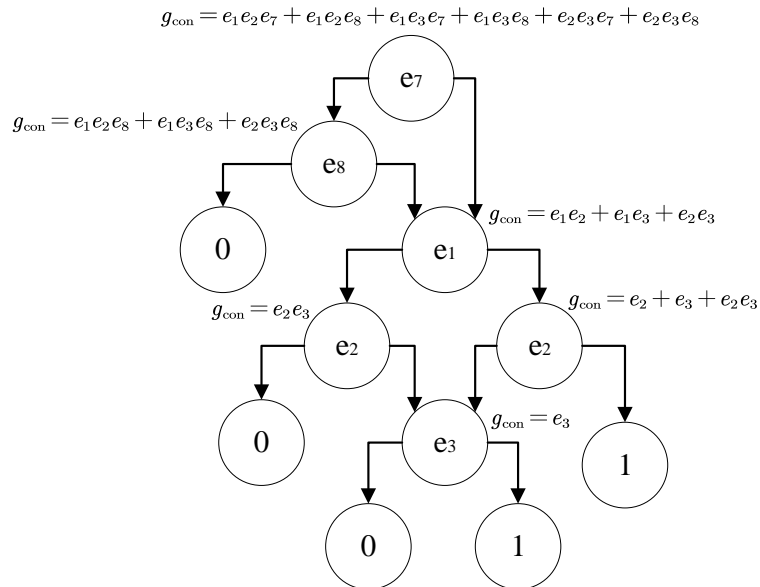 g_con = e₁e₂e₇ + e₁e₂e₈ + e₁e₃e₇ + e₁e₃e₈ + e₂e₃e₇ + e₂e₃e₈
e₇
g_con = e₁e₂e₈ + e₁e₃e₈ + e₂e₃e₈
e₈
g_con = e₁e₂ + e₁e₃ + e₂e₃
0
e₁
g_con = e₂e₃
g_con = e₂ + e₃ + e₂e₃
e₂
e₂
g_con = e₃
0
e₃
1
0
1